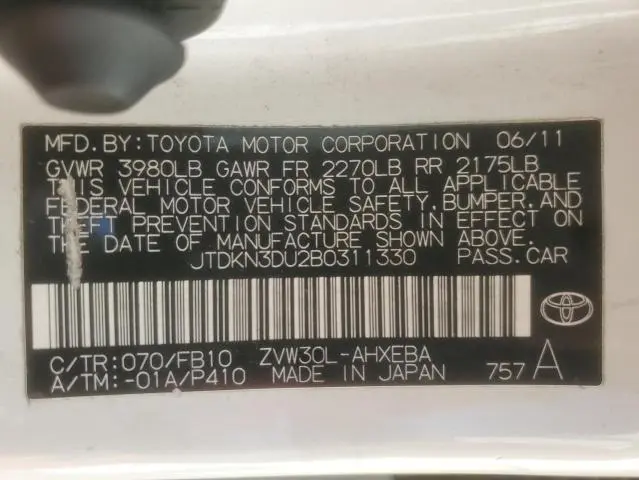 MFD. BY: TOYOTA MOTOR CORPORATION 06/11
GVWR 3980LB GAWR FR 2270LB RR 2175LB
THIS VEHICLE CONFORMS TO ALL APPLICABLE
FEDERAL MOTOR VEHICLE SAFETY, BUMPER, AND
THEFT PREVENTION STANDARDS IN EFFECT ON
THE DATE OF MANUFACTURE SHOWN ABOVE.
JTDKN3DU2B0311330 PASS. CAR
C/TR: 070/FB10 ZVW30L-AHXEBA
A/TM: -01A/P410 MADE IN JAPAN 757 A